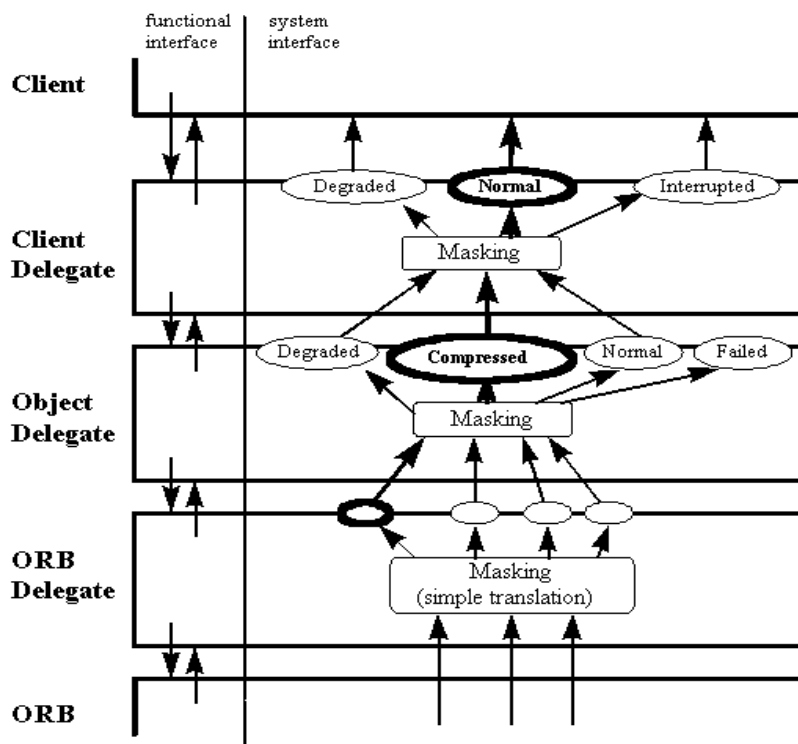 functional
interface
system
interface
Client
Degraded
Normal
Interrupted
Client
Delegate
Masking
Degraded
Compressed
Normal
Failed
Object
Delegate
Masking
ORB
Delegate
Masking
(simple translation)
ORB